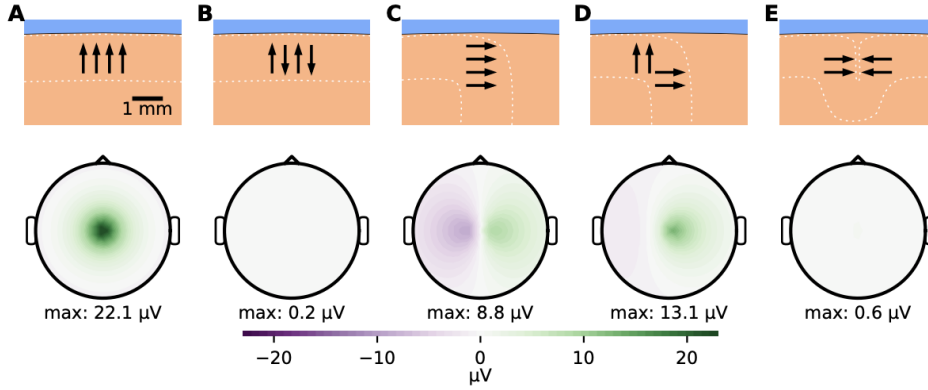 A B C D E
1 mm
max: 22.1 µV max: 0.2 µV max: 8.8 µV max: 13.1 µV max: 0.6 µV
−20 −10 0 10 20
µV